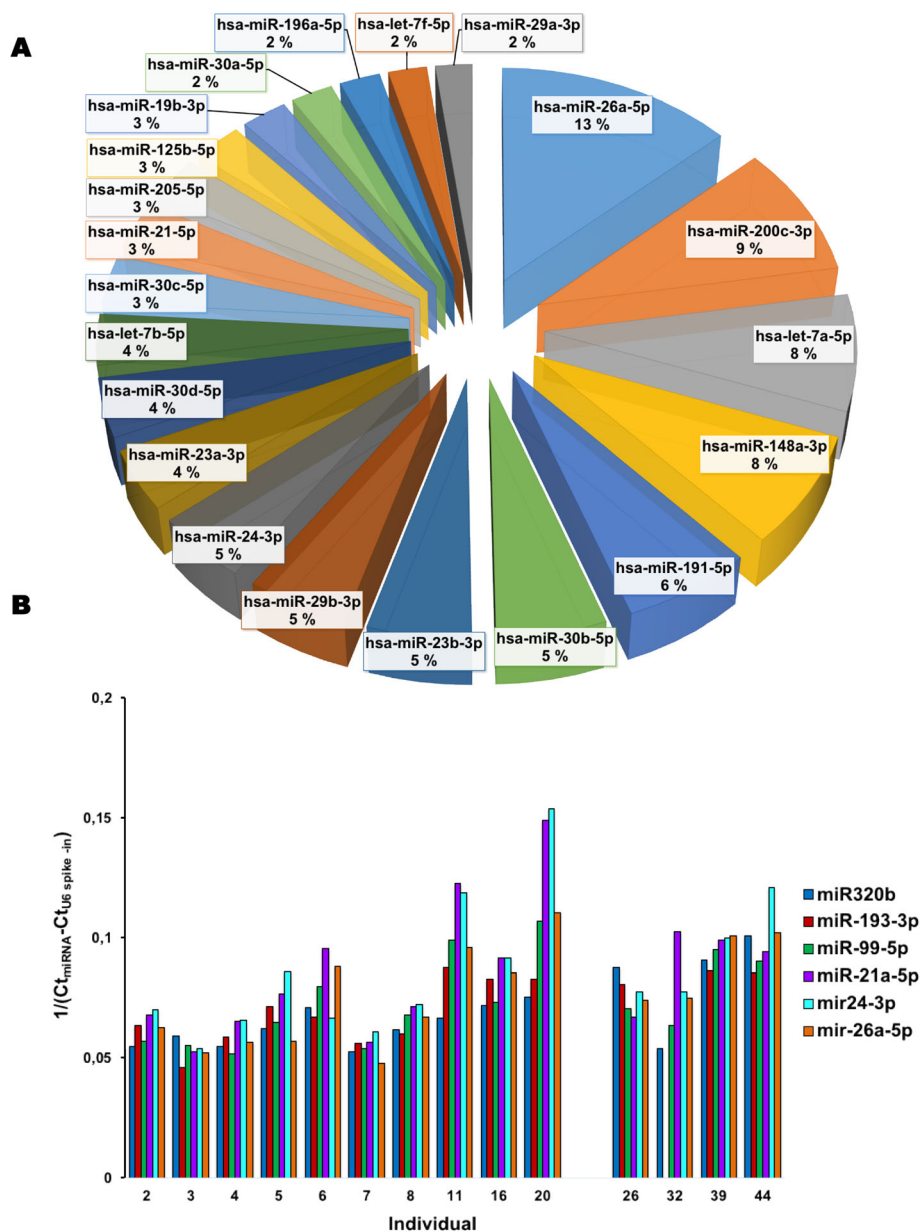 A
hsa-miR-196a-5p
2 %
hsa-let-7f-5p
2 %
hsa-miR-29a-3p
2 %
hsa-miR-30a-5p
2 %
hsa-miR-19b-3p
3 %
hsa-miR-125b-5p
3 %
hsa-miR-205-5p
3 %
hsa-miR-21-5p
3 %
hsa-miR-30c-5p
3 %
hsa-let-7b-5p
4 %
hsa-miR-30d-5p
4 %
hsa-miR-23a-3p
4 %
hsa-miR-24-3p
5 %
hsa-miR-29b-3p
5 %
hsa-miR-23b-3p
5 %
hsa-miR-30b-5p
5 %
hsa-miR-191-5p
6 %
hsa-miR-148a-3p
8 %
hsa-let-7a-5p
8 %
hsa-miR-200c-3p
9 %
hsa-miR-26a-5p
13 %
B
1/(CtmiRNA-CtU6 spike -in)
0,2
0,15
0,1
0,05
0
2 3 4 5 6 7 8 11 16 20 26 32 39 44
Individual
miR320b
miR-193-3p
miR-99-5p
miR-21a-5p
mir24-3p
mir-26a-5p